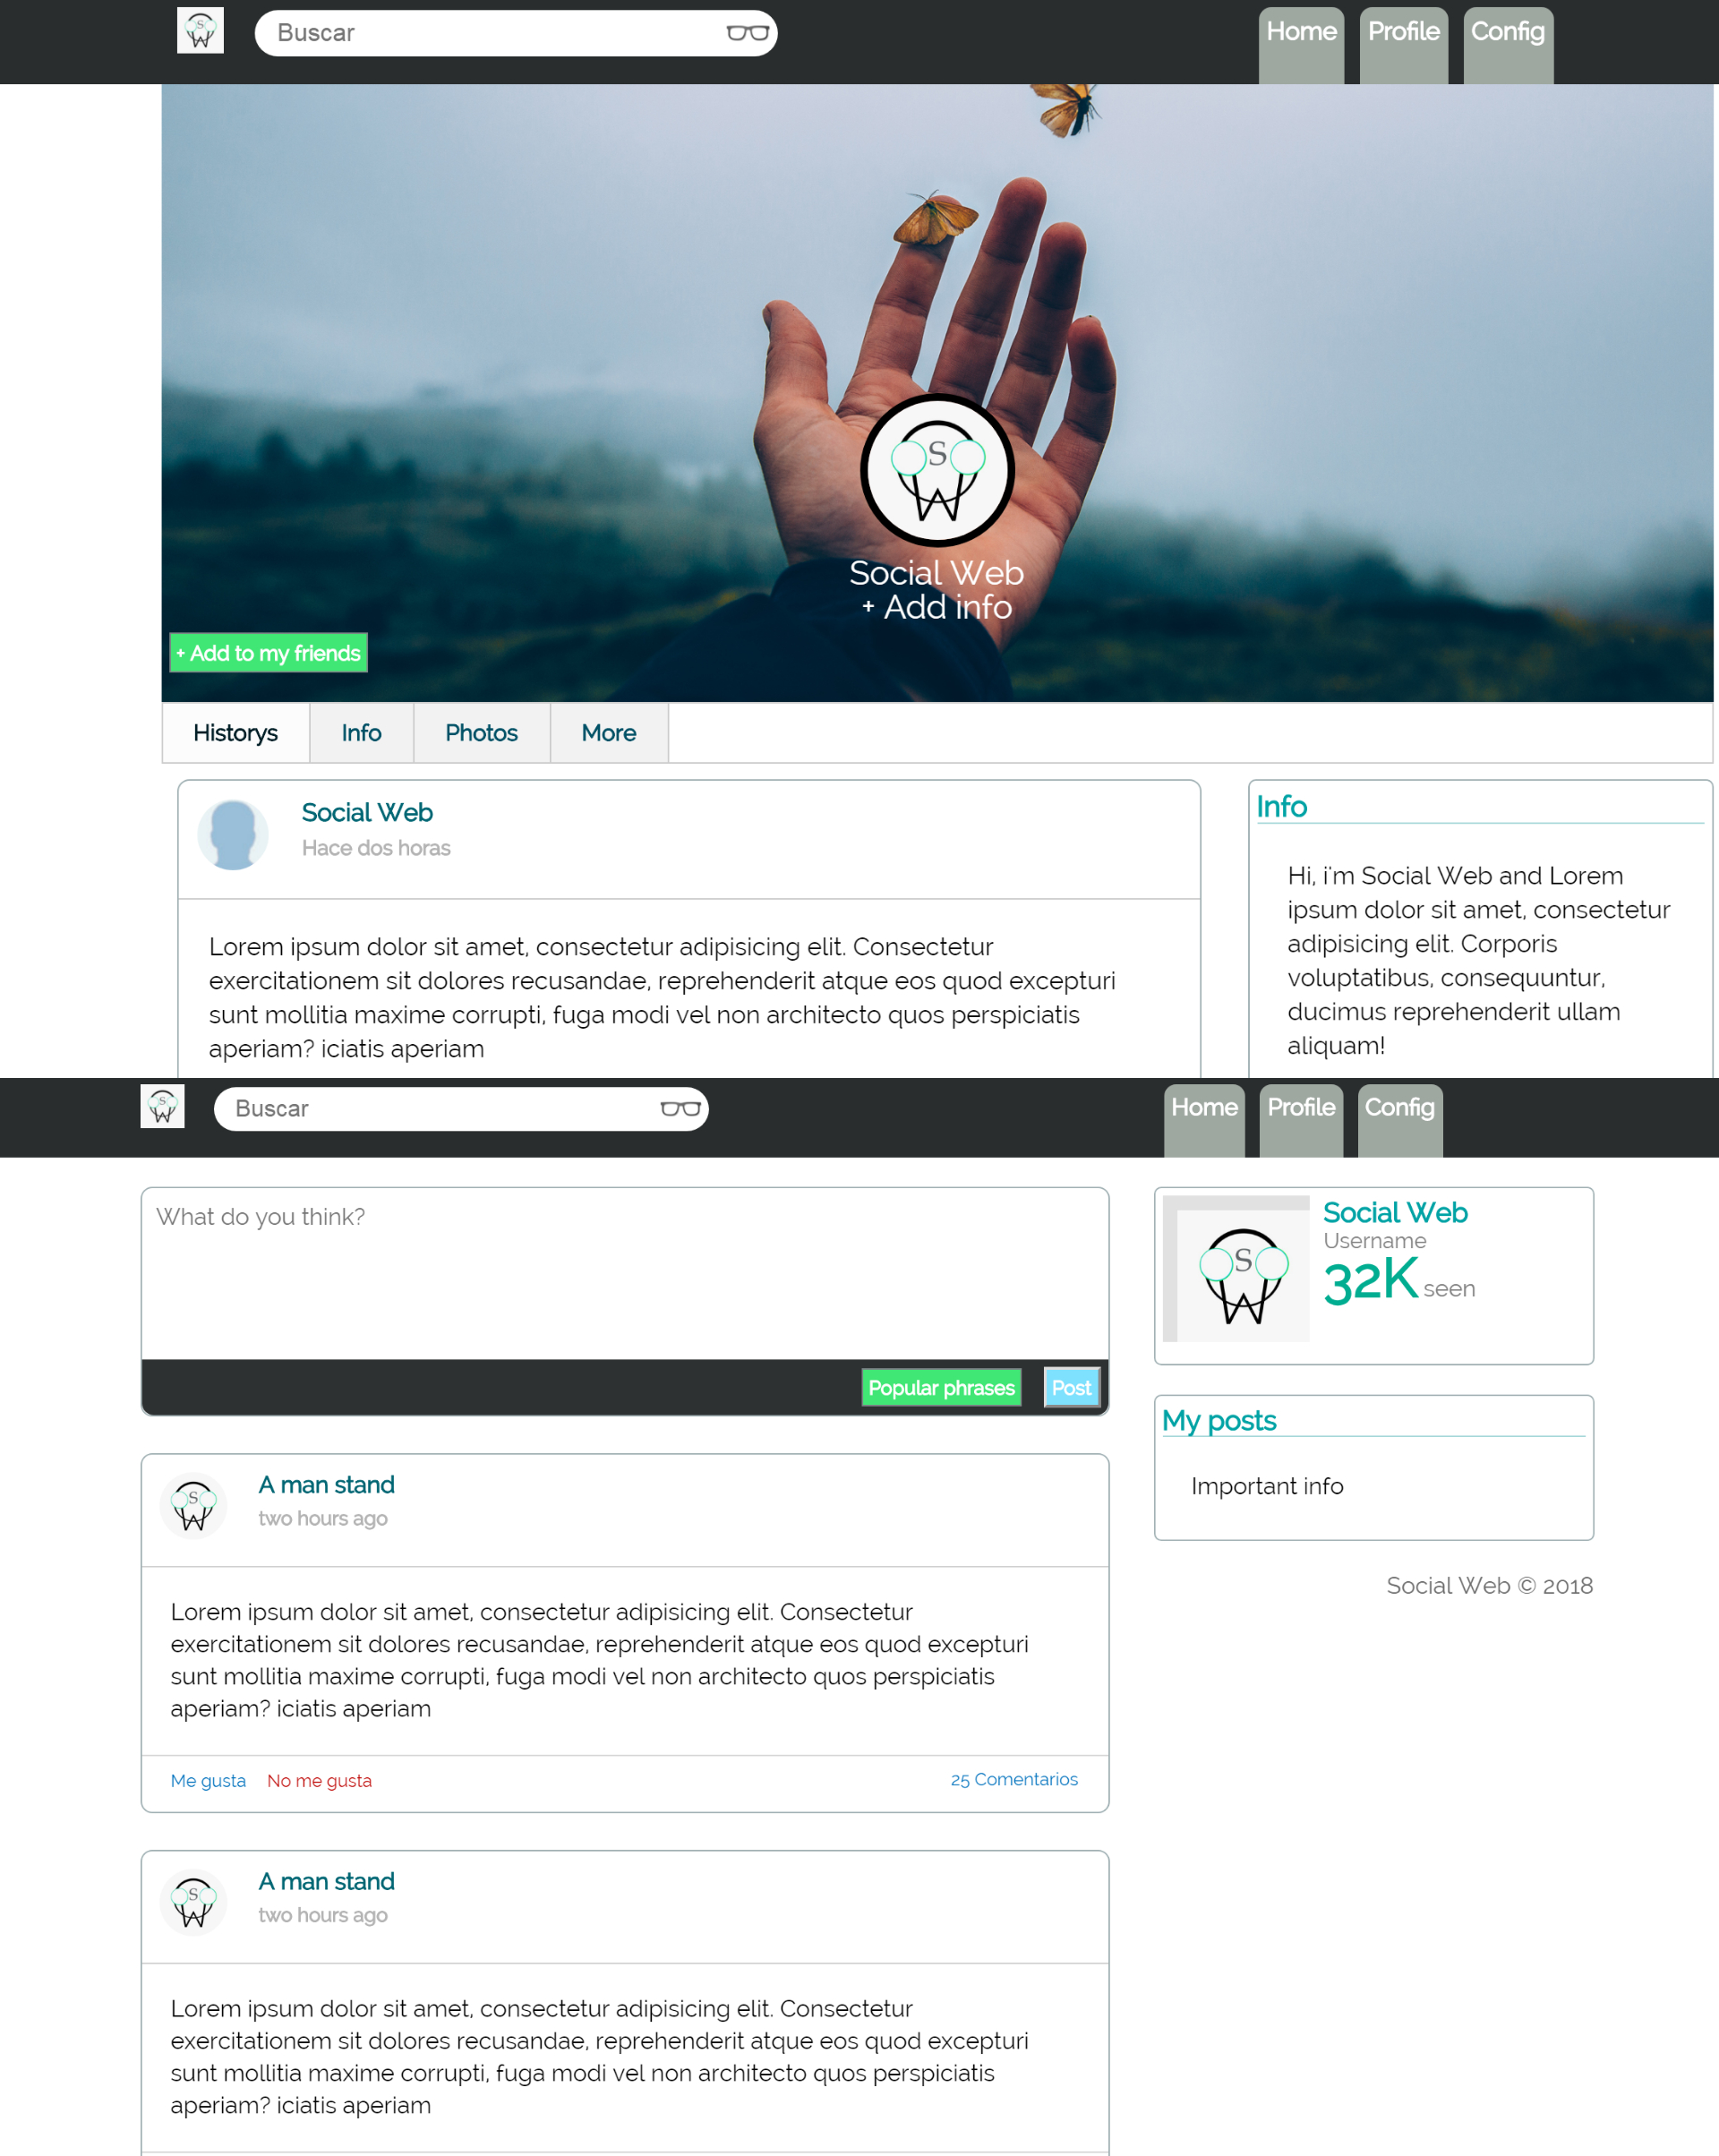 S
W
Buscar
Home
Profile
Config
S
W
Social Web
+ Add info
+ Add to my friends
Historys
Info
Photos
More
Social Web
Hace dos horas
Lorem ipsum dolor sit amet, consectetur adipisicing elit. Consectetur
exercitationem sit dolores recusandae, reprehenderit atque eos quod excepturi
sunt mollitia maxime corrupti, fuga modi vel non architecto quos perspiciatis
aperiam? iciatis aperiam
Info
Hi, i'm Social Web and Lorem
ipsum dolor sit amet, consectetur
adipisicing elit. Corporis
voluptatibus, consequuntur,
ducimus reprehenderit ullam
aliquam!
S
W
Buscar
Home
Profile
Config
What do you think?
Popular phrases
Post
S
W
Social Web
Username
32K seen
My posts
Important info
Social Web © 2018
S
W
A man stand
two hours ago
Lorem ipsum dolor sit amet, consectetur adipisicing elit. Consectetur
exercitationem sit dolores recusandae, reprehenderit atque eos quod excepturi
sunt mollitia maxime corrupti, fuga modi vel non architecto quos perspiciatis
aperiam? iciatis aperiam
Me gusta
No me gusta
25 Comentarios
S
W
A man stand
two hours ago
Lorem ipsum dolor sit amet, consectetur adipisicing elit. Consectetur
exercitationem sit dolores recusandae, reprehenderit atque eos quod excepturi
sunt mollitia maxime corrupti, fuga modi vel non architecto quos perspiciatis
aperiam? iciatis aperiam